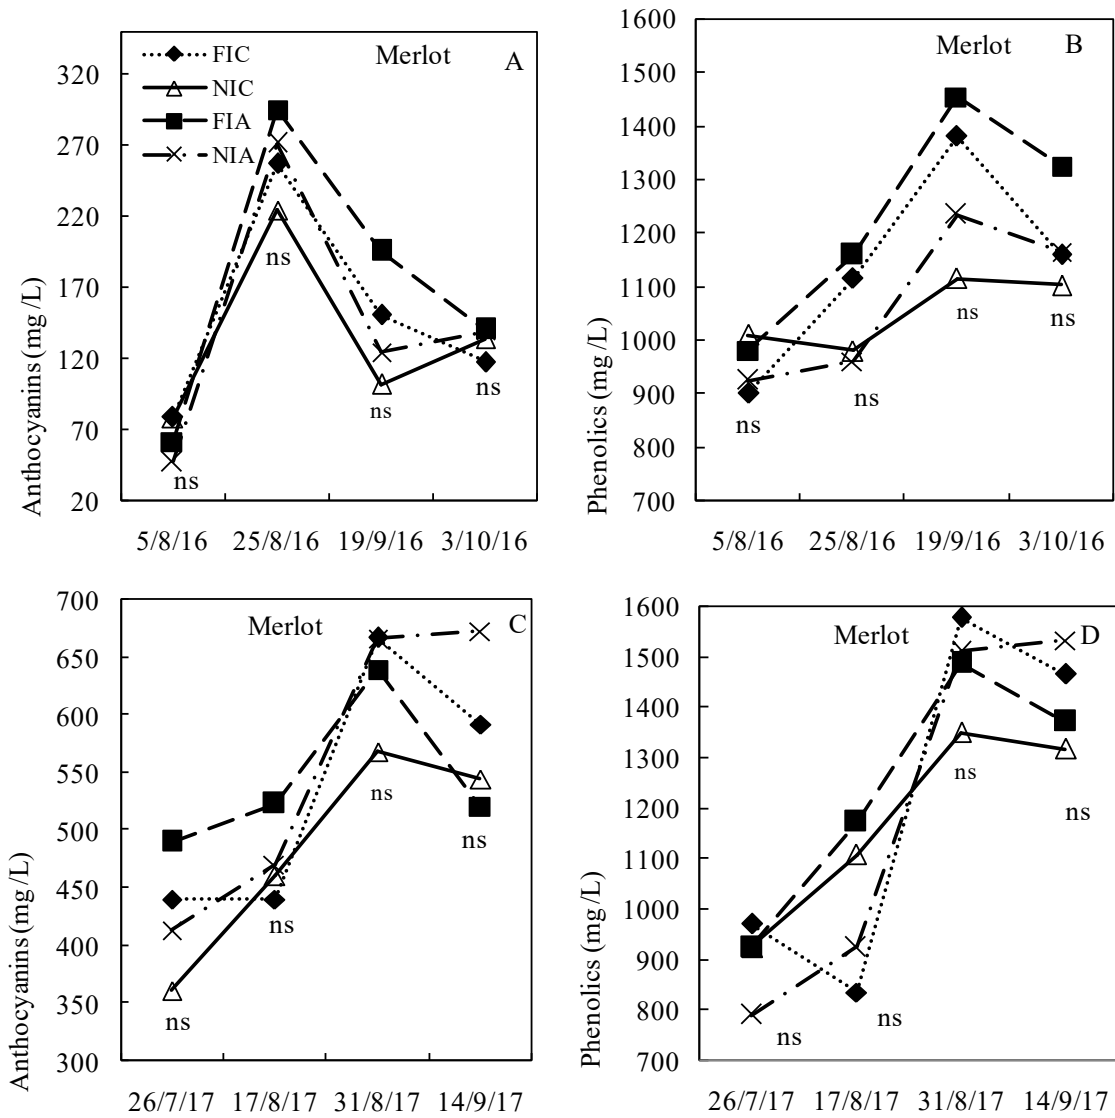 Merlot
A
FIC
NIC
FIA
NIA
320
270
220
170
120
70
20
Anthocyanins (mg /L)
ns
ns
ns
ns
5/8/16 25/8/16 19/9/16 3/10/16
Merlot
B
1600
1500
1400
1300
1200
1100
1000
900
800
700
Phenolics (mg /L)
ns
ns
ns
ns
5/8/16 25/8/16 19/9/16 3/10/16
Merlot
C
700
650
600
550
500
450
400
350
300
Anthocyanins (mg /L)
ns
ns
ns
ns
26/7/17 17/8/17 31/8/17 14/9/17
Merlot
D
1600
1500
1400
1300
1200
1100
1000
900
800
700
Phenolics (mg /L)
ns
ns
ns
ns
26/7/17 17/8/17 31/8/17 14/9/17